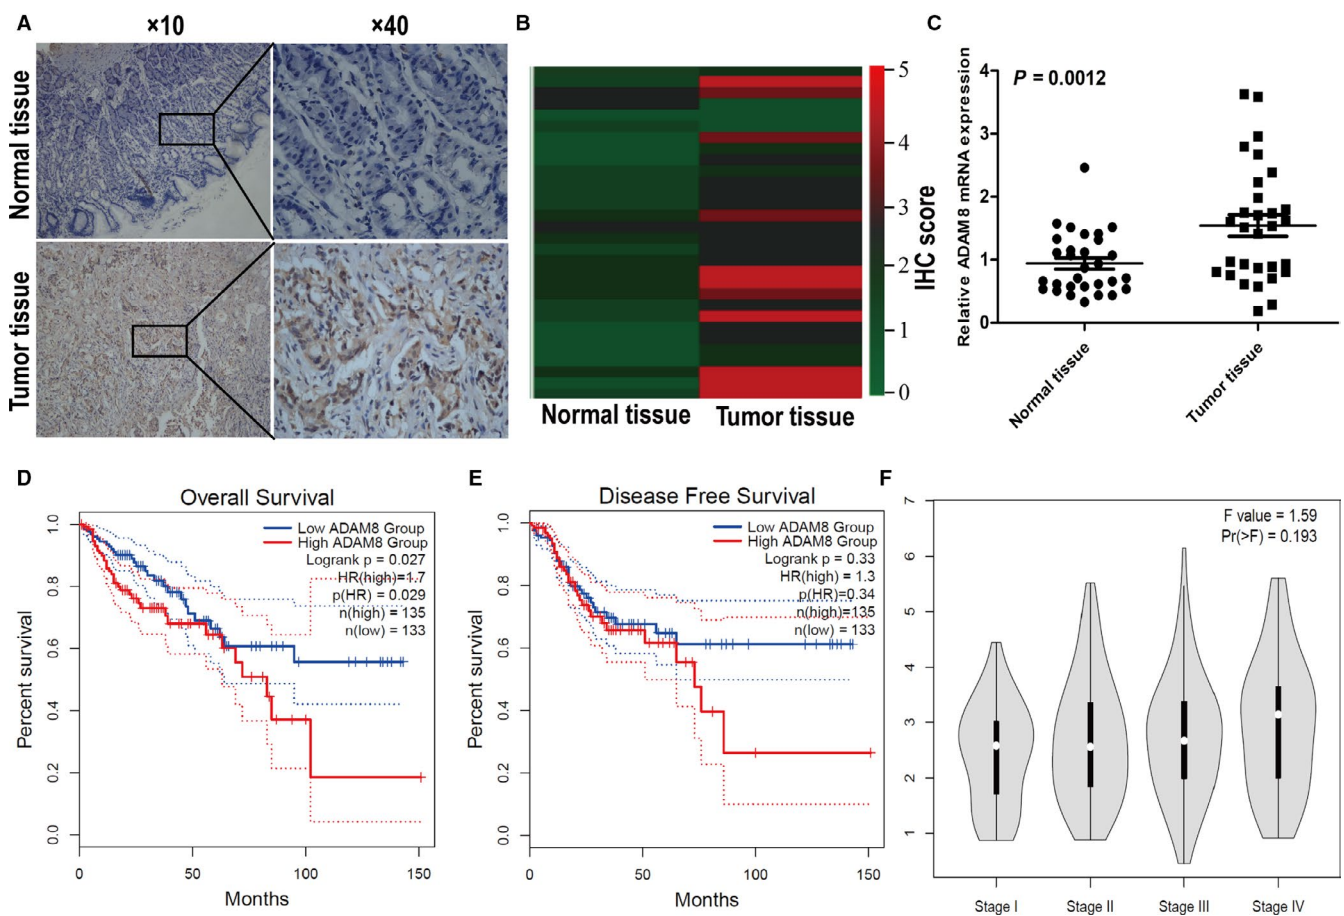 A
×10
×40
Normal tissue
Tumor tissue
B
5
4
3
2
1
0
IHC score
Normal tissue
Tumor tissue
C
P = 0.0012
Relative ADAM8 mRNA expression
4
3
2
1
0
Normal tissue
Tumor tissue
D
Overall Survival
Low ADAM8 Group
High ADAM8 Group
Logrank p = 0.027
HR(high)=1.7
p(HR) = 0.029
n(high) = 135
n(low) = 133
Percent survival
1.0
0.8
0.6
0.4
0.2
0.0
0
50
100
150
Months
E
Disease Free Survival
Low ADAM8 Group
High ADAM8 Group
Logrank p = 0.33
HR(high) = 1.3
p(HR)=0.34
n(high)=135
n(low) = 133
Percent survival
1.0
0.8
0.6
0.4
0.2
0.0
0
50
100
150
Months
F
F value = 1.59
Pr(>F) = 0.193
7
6
5
4
3
2
1
Stage I
Stage II
Stage III
Stage IV